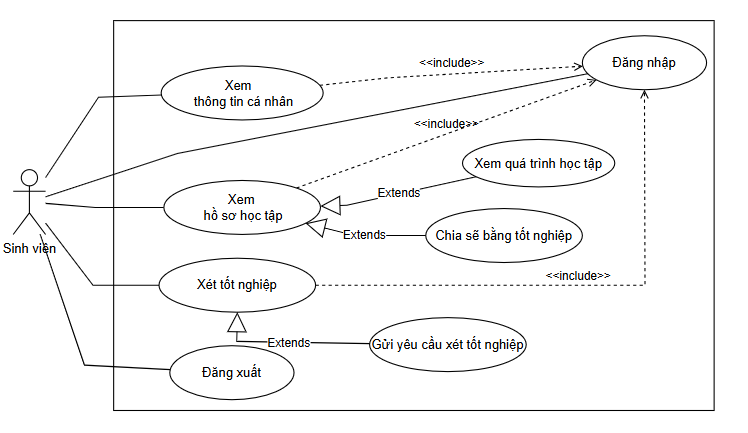 <<include>>
Đăng nhập
Xem
thông tin cá nhân
<<include>>
Xem quá trình học tập
Extends
Xem
hồ sơ học tập
Extends
Chia sẽ bằng tốt nghiệp
Sinh viên
<<include>>
Xét tốt nghiệp
Extends
Gửi yêu cầu xét tốt nghiệp
Đăng xuất